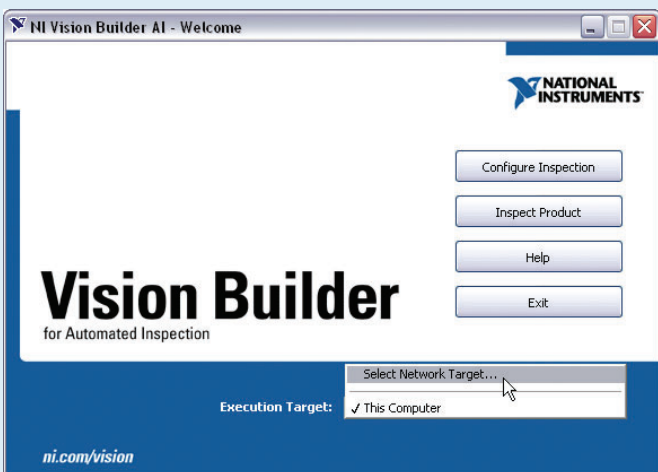 NI Vision Builder AI - Welcome
NATIONAL
INSTRUMENTS
Configure Inspection
Inspect Product
Help
Exit
Vision Builder
for Automated Inspection
Select Network Target...
Execution Target:
✓ This Computer
ni.com/vision